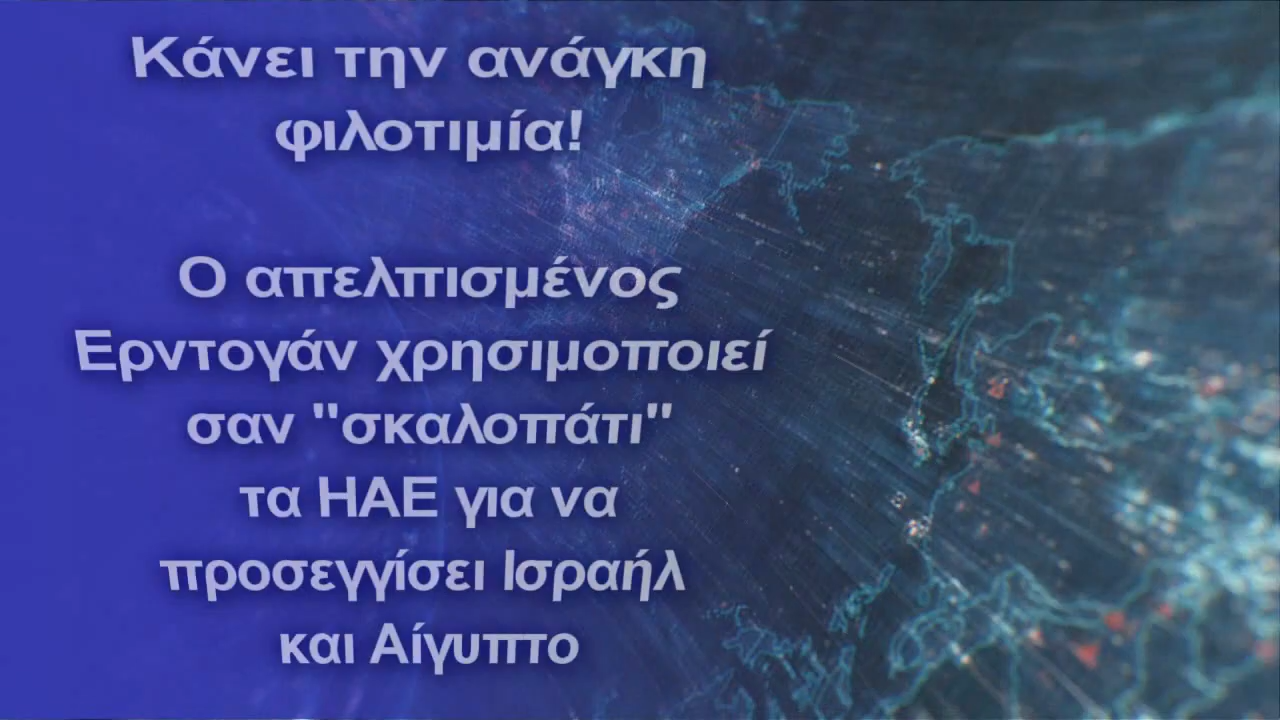 Κάνει την ανάγκη
φιλοτιμία!
Ο απελπισμένος
Ερντογάν χρησιμοποιεί
σαν "σκαλοπάτι"
τα ΗΑΕ για να
προσεγγίσει Ισραήλ
και Αίγυπτο